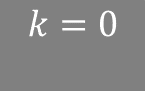 k = 0